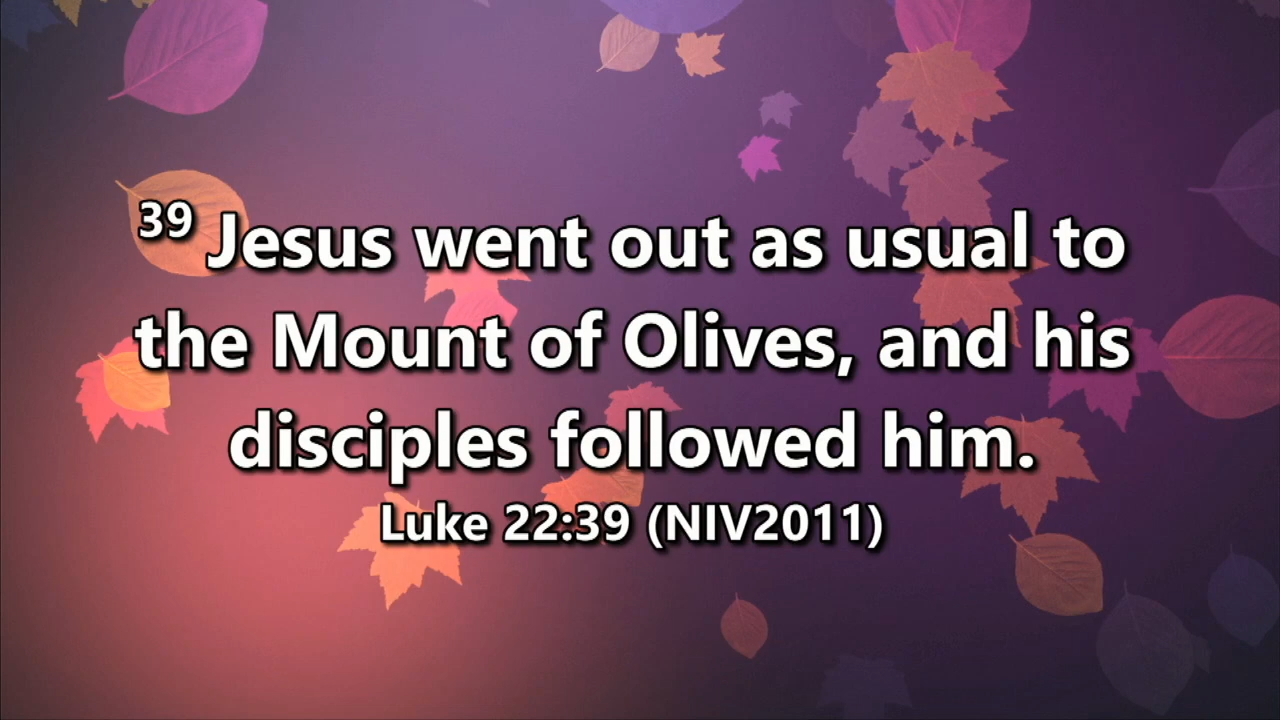 39 Jesus went out as usual to
the Mount of Olives, and his
disciples followed him.
Luke 22:39 (NIV2011)